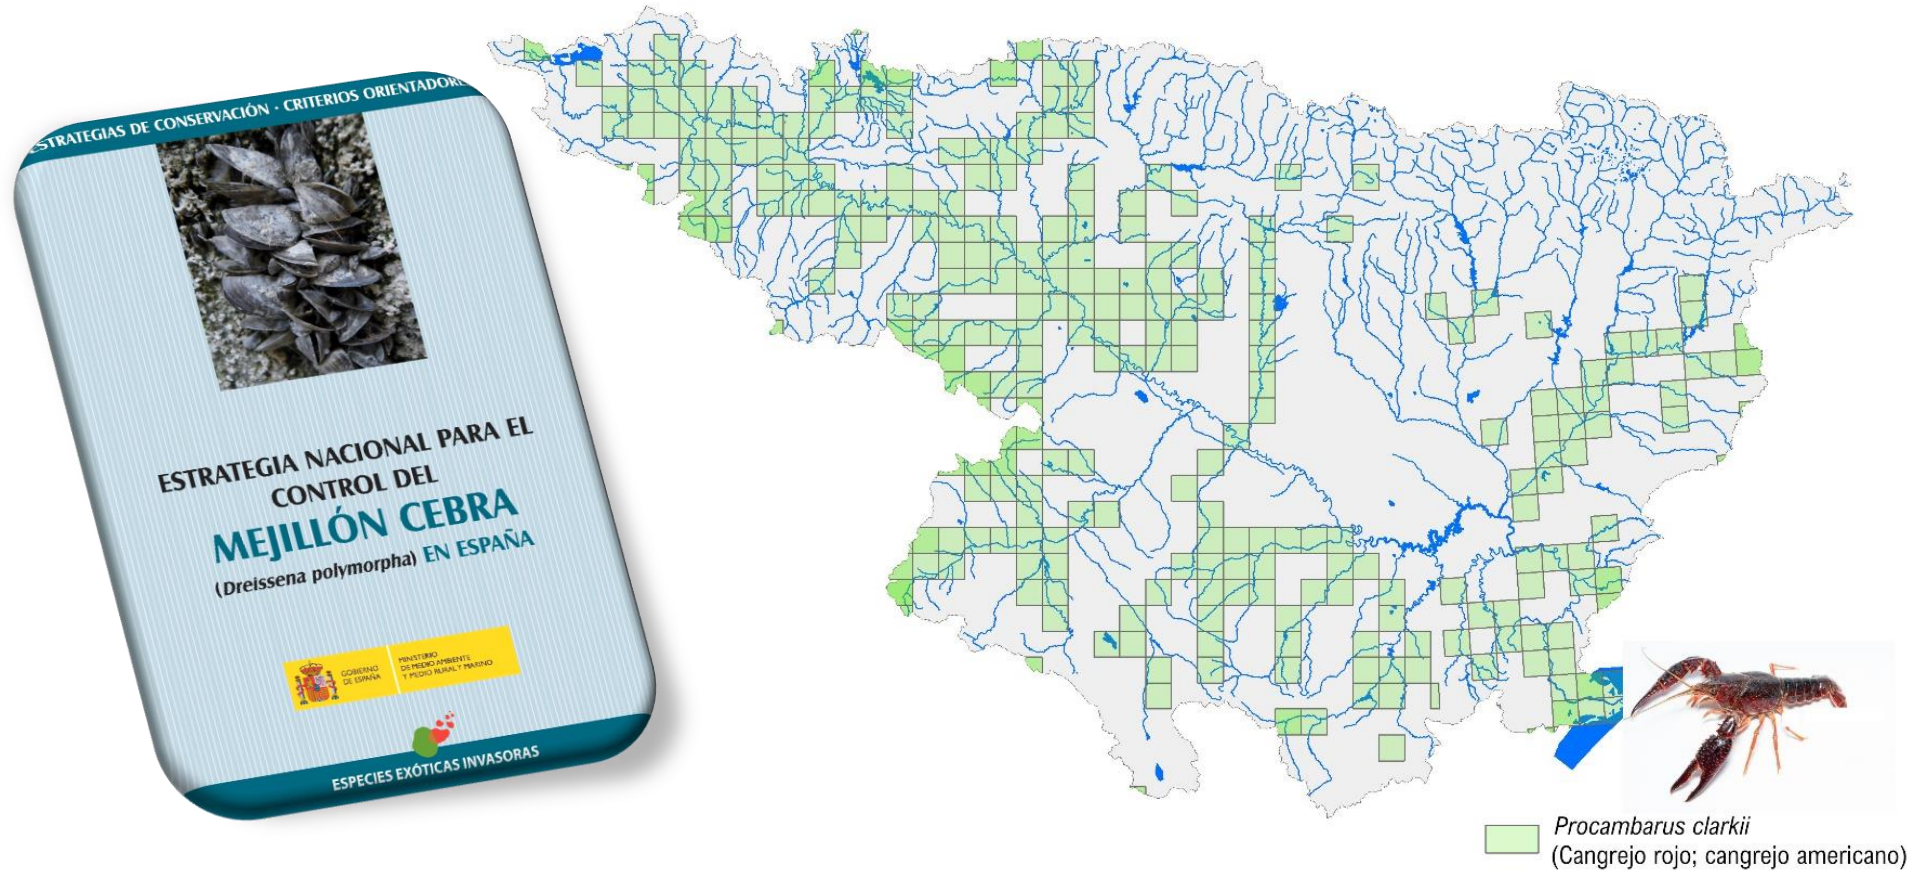 ESTRATEGIAS DE CONSERVACIÓN · CRITERIOS ORIENTADORES
ESTRATEGIA NACIONAL PARA EL
CONTROL DEL
MEJILLÓN CEBRA
(Dreissena polymorpha) EN ESPAÑA
GOBIERNO
DE ESPAÑA
MINISTERIO
DE MEDIO AMBIENTE
Y MEDIO RURAL Y MARINO
ESPECIES EXÓTICAS INVASORAS
Procambarus clarkii
(Cangrejo rojo; cangrejo americano)